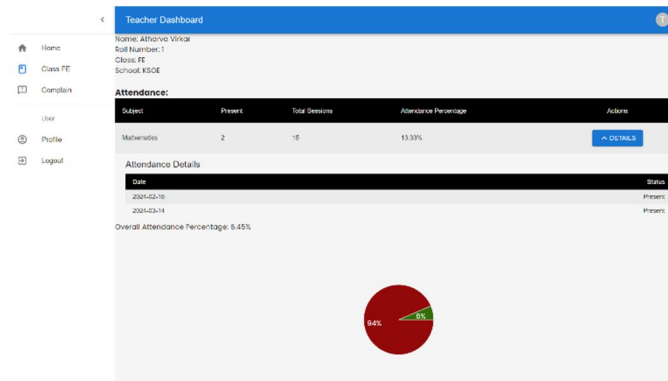 Teacher Dashboard
T
Home
Class FE
Complain
User
Profile
Logout
Name: Atharva Virkar
Roll Number: 1
Class: FE
School: KSOE
Attendance:
Subject Present Total Sessions Attendance Percentage Actions
Mathematics 2 15 13.33% DETAILS
Attendance Details
Date Status
2024-02-16 Present
2024-03-14 Present
Overall Attendance Percentage: 6.45%
94% 6%